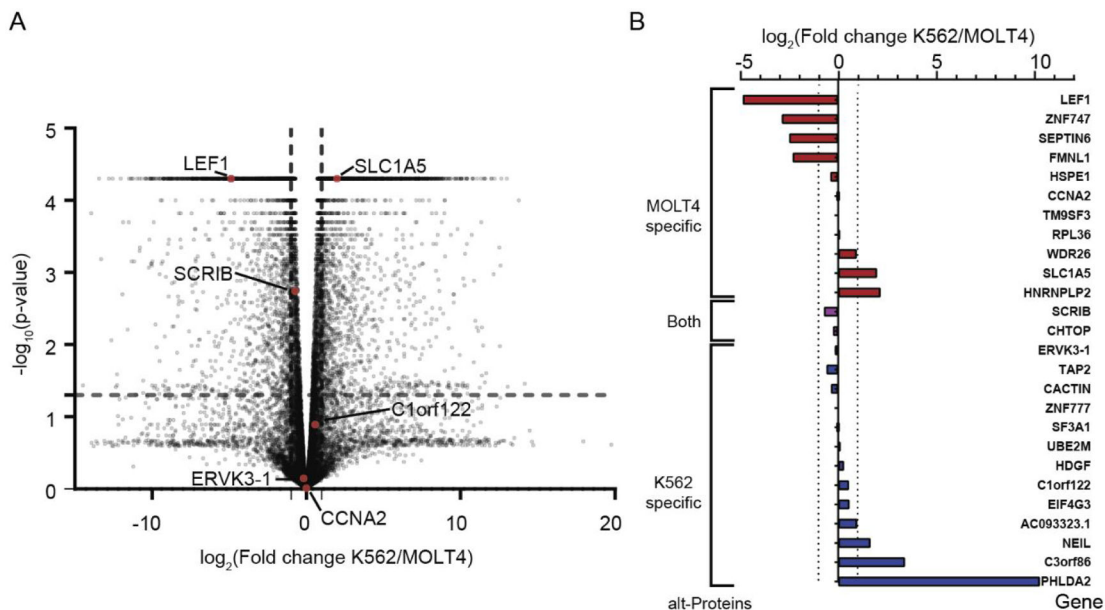 A
5
4
3
2
1
0
-log10(p-value)
LEF1
SLC1A5
SCRIB
C1orf122
ERVK3-1
CCNA2
-10
0
10
20
log2(Fold change K562/MOLT4)
B
log2(Fold change K562/MOLT4)
-5
0
5
10
MOLT4
specific
Both
K562
specific
alt-Proteins
LEF1
ZNF747
SEPTIN6
FMNL1
HSPE1
CCNA2
TM9SF3
RPL36
WDR26
SLC1A5
HNRNPLP2
SCRIB
CHTOP
ERVK3-1
TAP2
CACTIN
ZNF777
SF3A1
UBE2M
HDGF
C1orf122
EIF4G3
AC093323.1
NEIL
C3orf86
PHLDA2
Gene